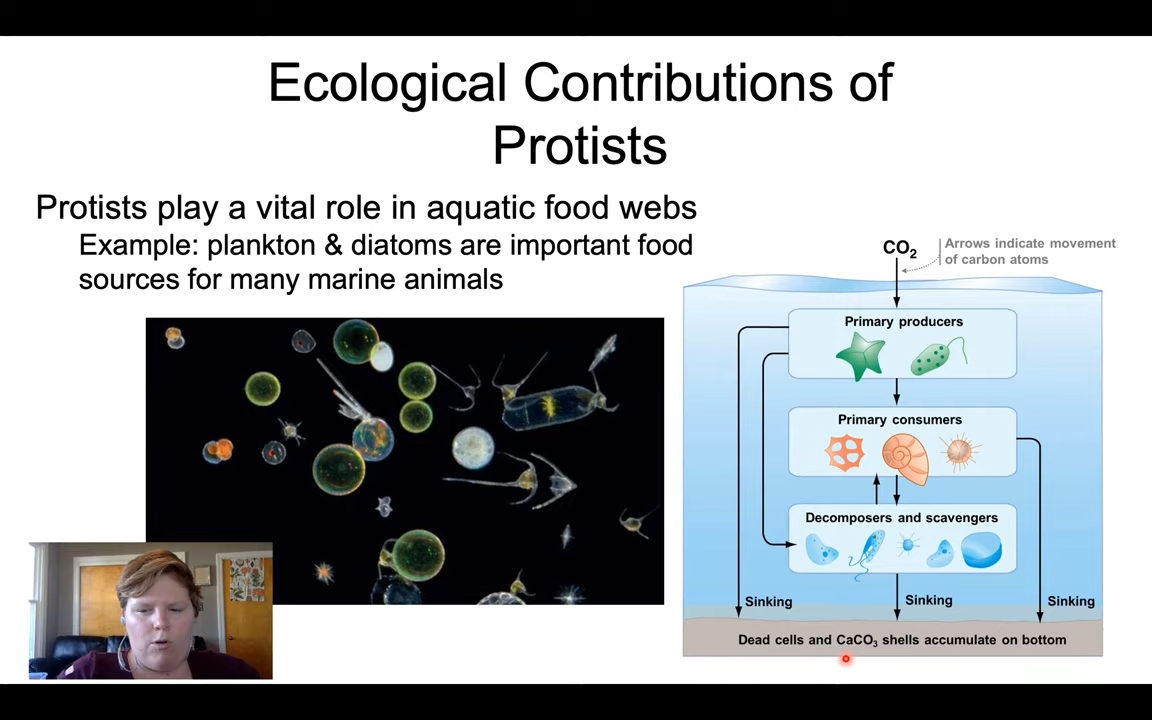 Ecological Contributions of
Protists
Protists play a vital role in aquatic food webs
Example: plankton & diatoms are important food
sources for many marine animals
CO₂
Arrows indicate movement
of carbon atoms
Primary producers
Primary consumers
Decomposers and scavengers
Sinking
Sinking
Sinking
Dead cells and CaCO₃ shells accumulate on bottom